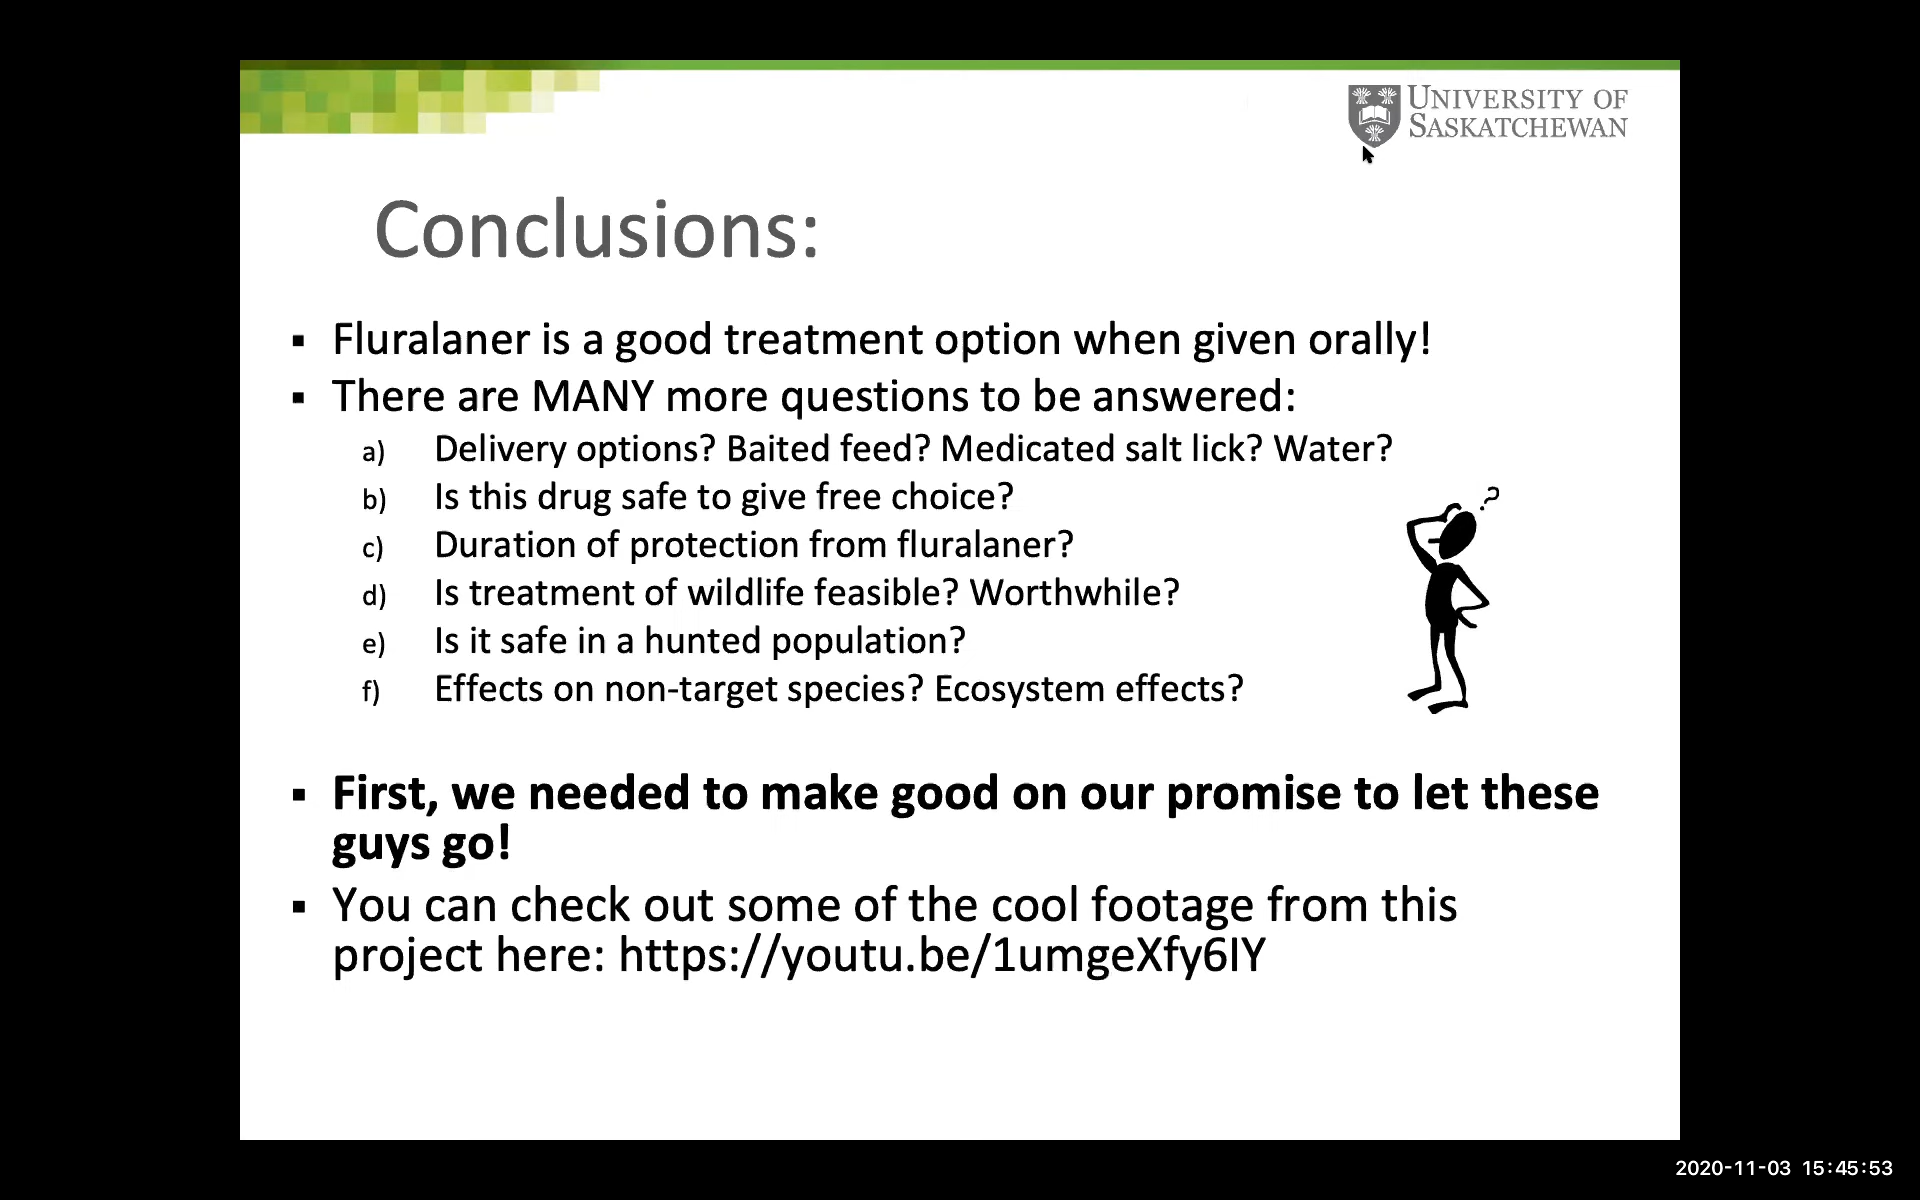 UNIVERSITY OF
SASKATCHEWAN
Conclusions:
▪ Fluralaner is a good treatment option when given orally!
▪ There are MANY more questions to be answered:
a) Delivery options? Baited feed? Medicated salt lick? Water?
b) Is this drug safe to give free choice?
c) Duration of protection from fluralaner?
d) Is treatment of wildlife feasible? Worthwhile?
e) Is it safe in a hunted population?
f) Effects on non-target species? Ecosystem effects?
?
▪ First, we needed to make good on our promise to let these
guys go!
▪ You can check out some of the cool footage from this
project here: https://youtu.be/1umgeXfy6IY
2020-11-03 15:45:53